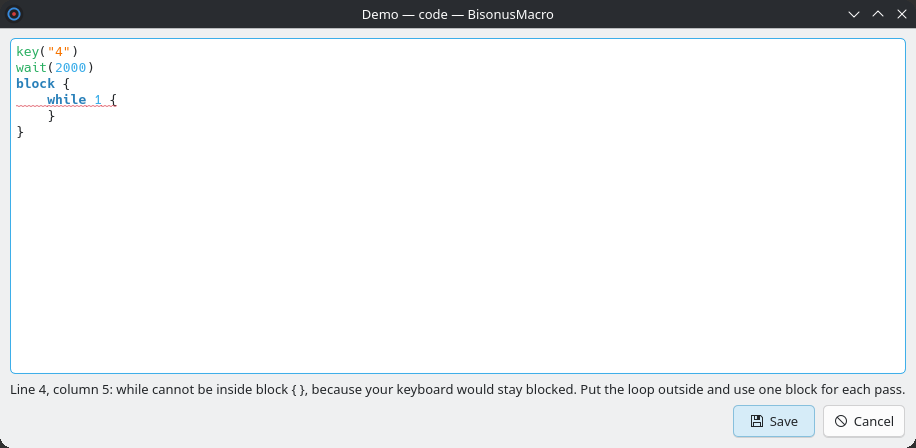 Demo — code — BisonusMacro
key("4")
wait(2000)
block {
    while 1 {
    }
}
Line 4, column 5: while cannot be inside block { }, because your keyboard would stay blocked. Put the loop outside and use one block for each pass.
Save
Cancel